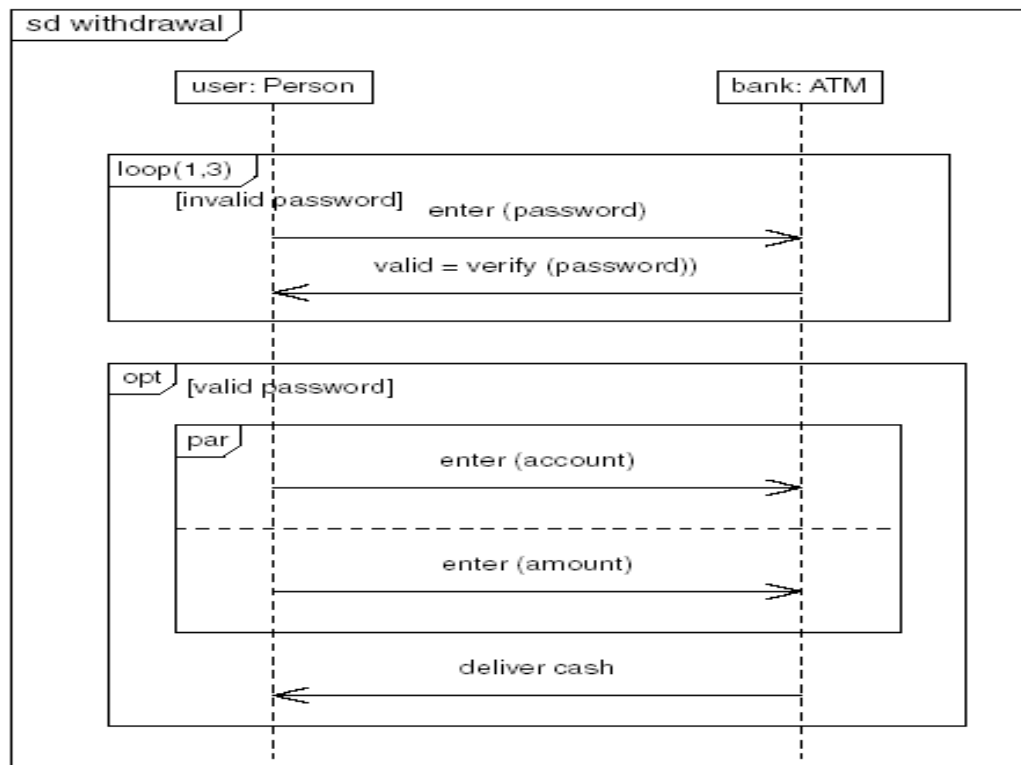 sd withdrawal
user: Person
bank: ATM
loop(1,3)
[invalid password]
enter (password)
valid = verify (password))
opt
[valid password]
par
enter (account)
enter (amount)
deliver cash